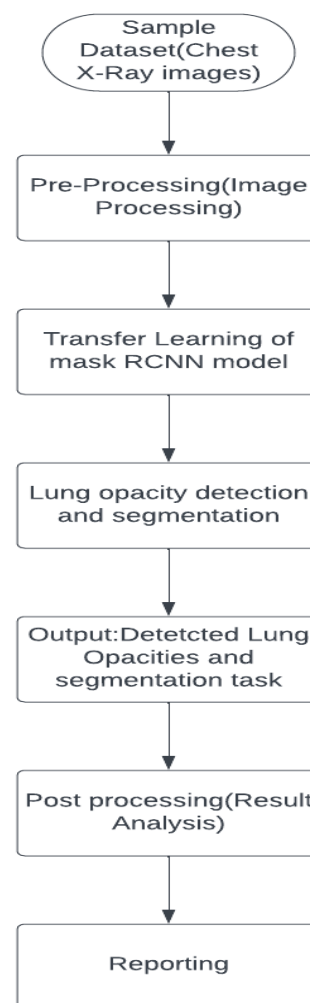 Sample
Dataset(Chest
X-Ray images)
Pre-Processing(Image
Processing)
Transfer Learning of
mask RCNN model
Lung opacity detection
and segmentation
Output:Detetcted Lung
Opacities and
segmentation task
Post processing(Result
Analysis)
Reporting